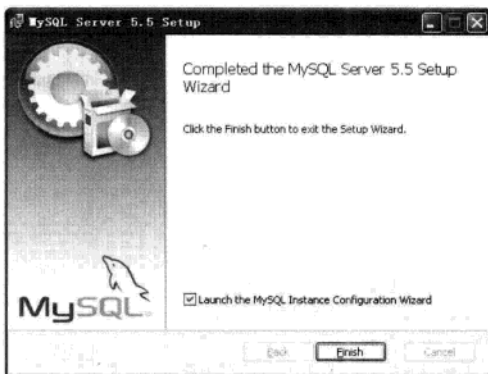 MySQL Server 5.5 Setup
Completed the MySQL Server 5.5 Setup
Wizard
Click the Finish button to exit the Setup Wizard.
MySQL
Launch the MySQL Instance Configuration Wizard
Back
Finish
Cancel